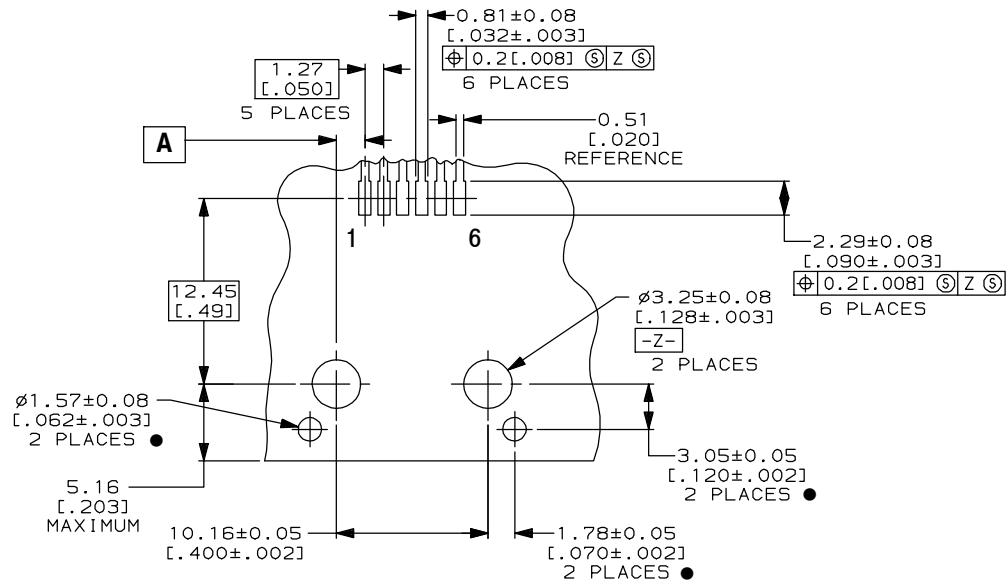 0.81±0.08
[.032±.003]
⌖ 0.2[.008] Ⓢ Z Ⓢ
6 PLACES
1.27
[.050]
5 PLACES
A
0.51
[.020]
REFERENCE
1
6
2.29±0.08
[.090±.003]
⌖ 0.2[.008] Ⓢ Z Ⓢ
6 PLACES
12.45
[.49]
ø3.25±0.08
[.128±.003]
-Z-
2 PLACES
ø1.57±0.08
[.062±.003]
2 PLACES ●
3.05±0.05
[.120±.002]
2 PLACES ●
5.16
[.203]
MAXIMUM
10.16±0.05
[.400±.002]
1.78±0.05
[.070±.002]
2 PLACES ●